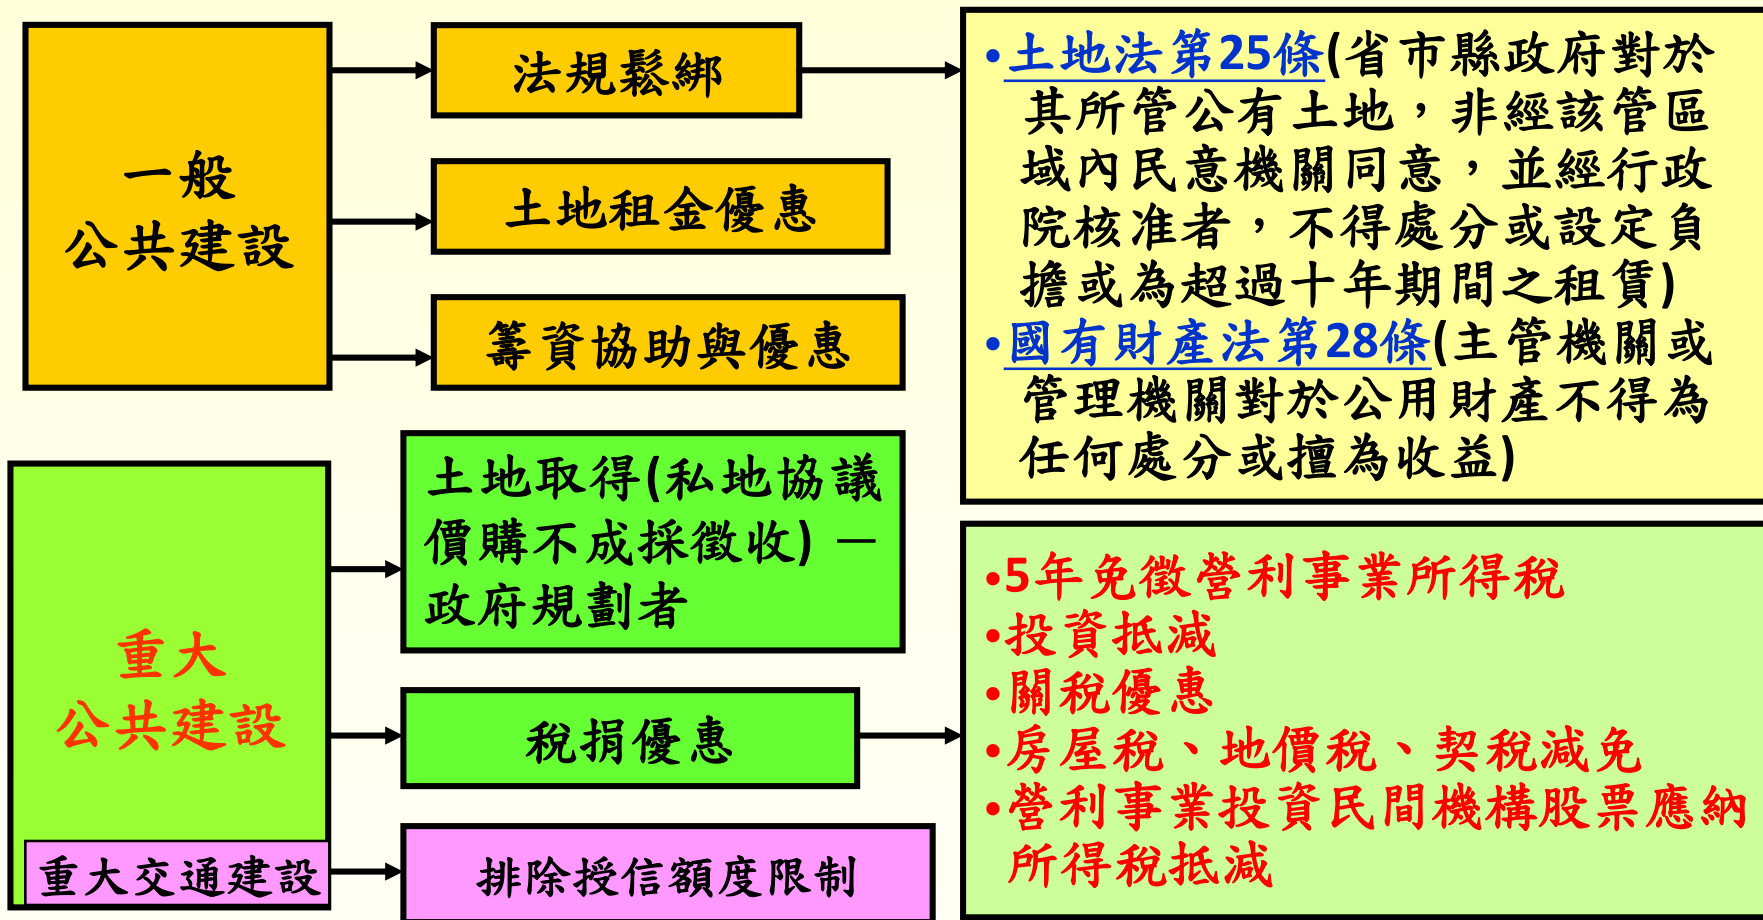 一般
公共建設
法規鬆綁
土地租金優惠
籌資協助與優惠
•土地法第25條(省市縣政府對於
其所管公有土地，非經該管區
域內民意機關同意，並經行政
院核准者，不得處分或設定負
擔或為超過十年期間之租賃)
•國有財產法第28條(主管機關或
管理機關對於公用財產不得為
任何處分或擅為收益)
重大
公共建設
重大交通建設
土地取得(私地協議
價購不成採徵收)－
政府規劃者
稅捐優惠
排除授信額度限制
•5年免徵營利事業所得稅
•投資抵減
•關稅優惠
•房屋稅、地價稅、契稅減免
•營利事業投資民間機構股票應納
所得稅抵減